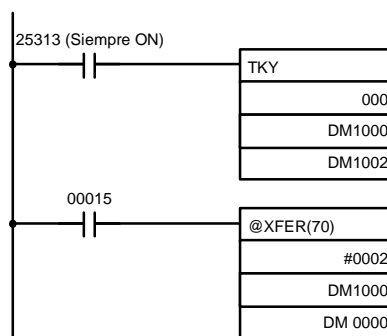 25313 (Siempre ON)
TKY
000
DM1000
DM1002
00015
@XFER(70)
#0002
DM1000
DM 0000